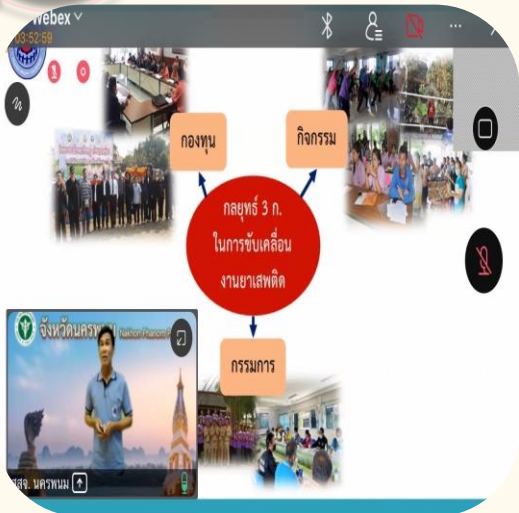 Webex
03:52:59
กองทุน
กิจกรรม
กลยุทธ์ 3 ก.
ในการขับเคลื่อน
งานยาเสพติด
กรรมการ
จังหวัดนครพนม
Nakhon Phanom
สสจ. นครพนม